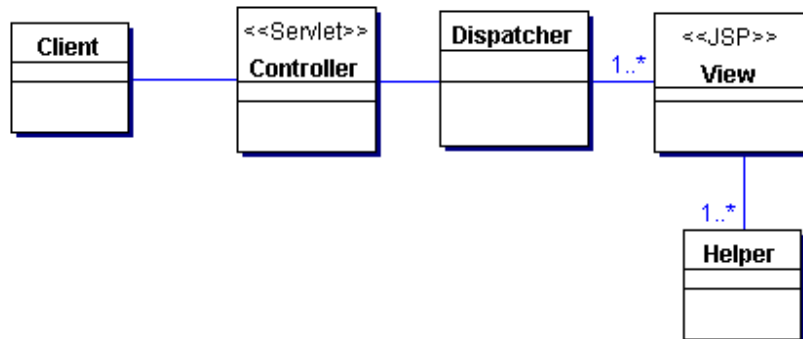 Client
<<Servlet>>
Controller
Dispatcher
1..*
<<JSP>>
View
1..*
Helper